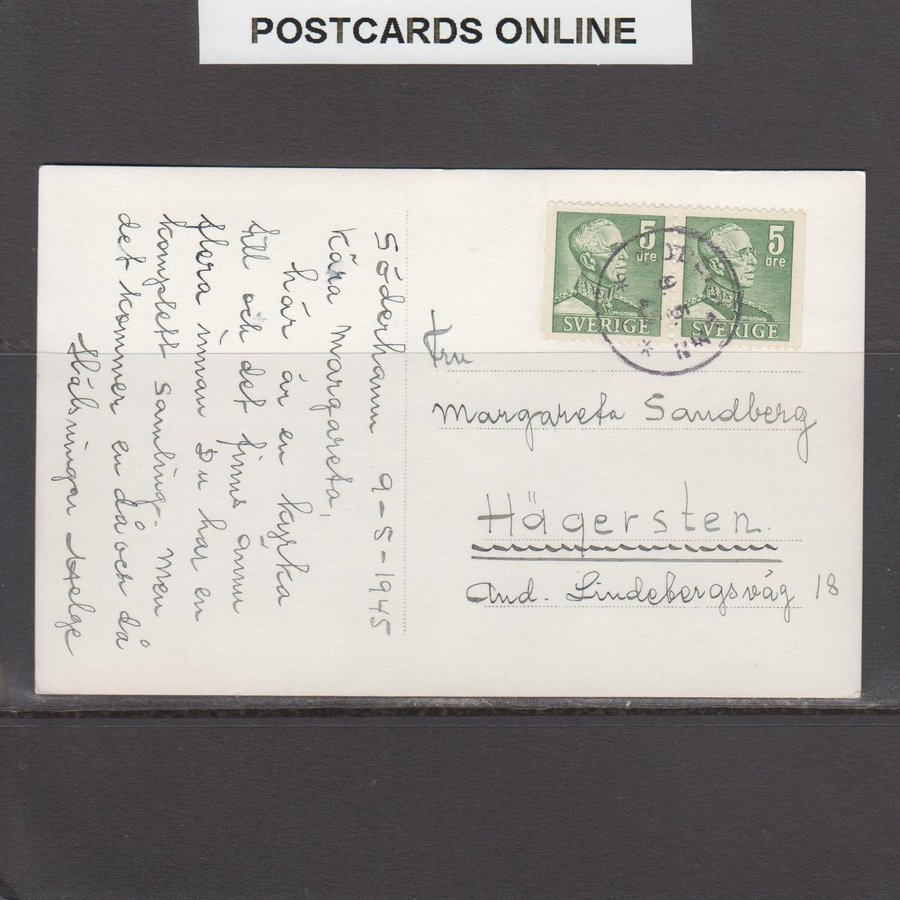 POSTCARDS ONLINE
Söderhamn 9-5-1945
Kära Margareta,
här är en kyrka
till och det finns ännu
flera innan Du har en
komplett samling. Men
det kommer en då och då
Hälsningar Helge
5 öre
SVERIGE
5 öre
SVERIGE
Fru
Margareta Sandberg
Hägersten.
And. Lindebergsväg 18